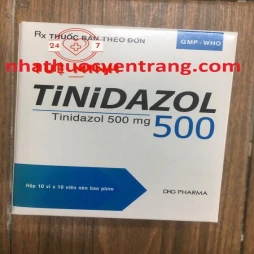 Rx THUỐC BÁN THEO ĐƠN
GMP - WHO
24 7
nhathuocyentrang.com
TiNiDAZOL
500
Tinidazol 500 mg
Hộp 10 vỉ x 10 viên nén bao phim
DHG PHARMA